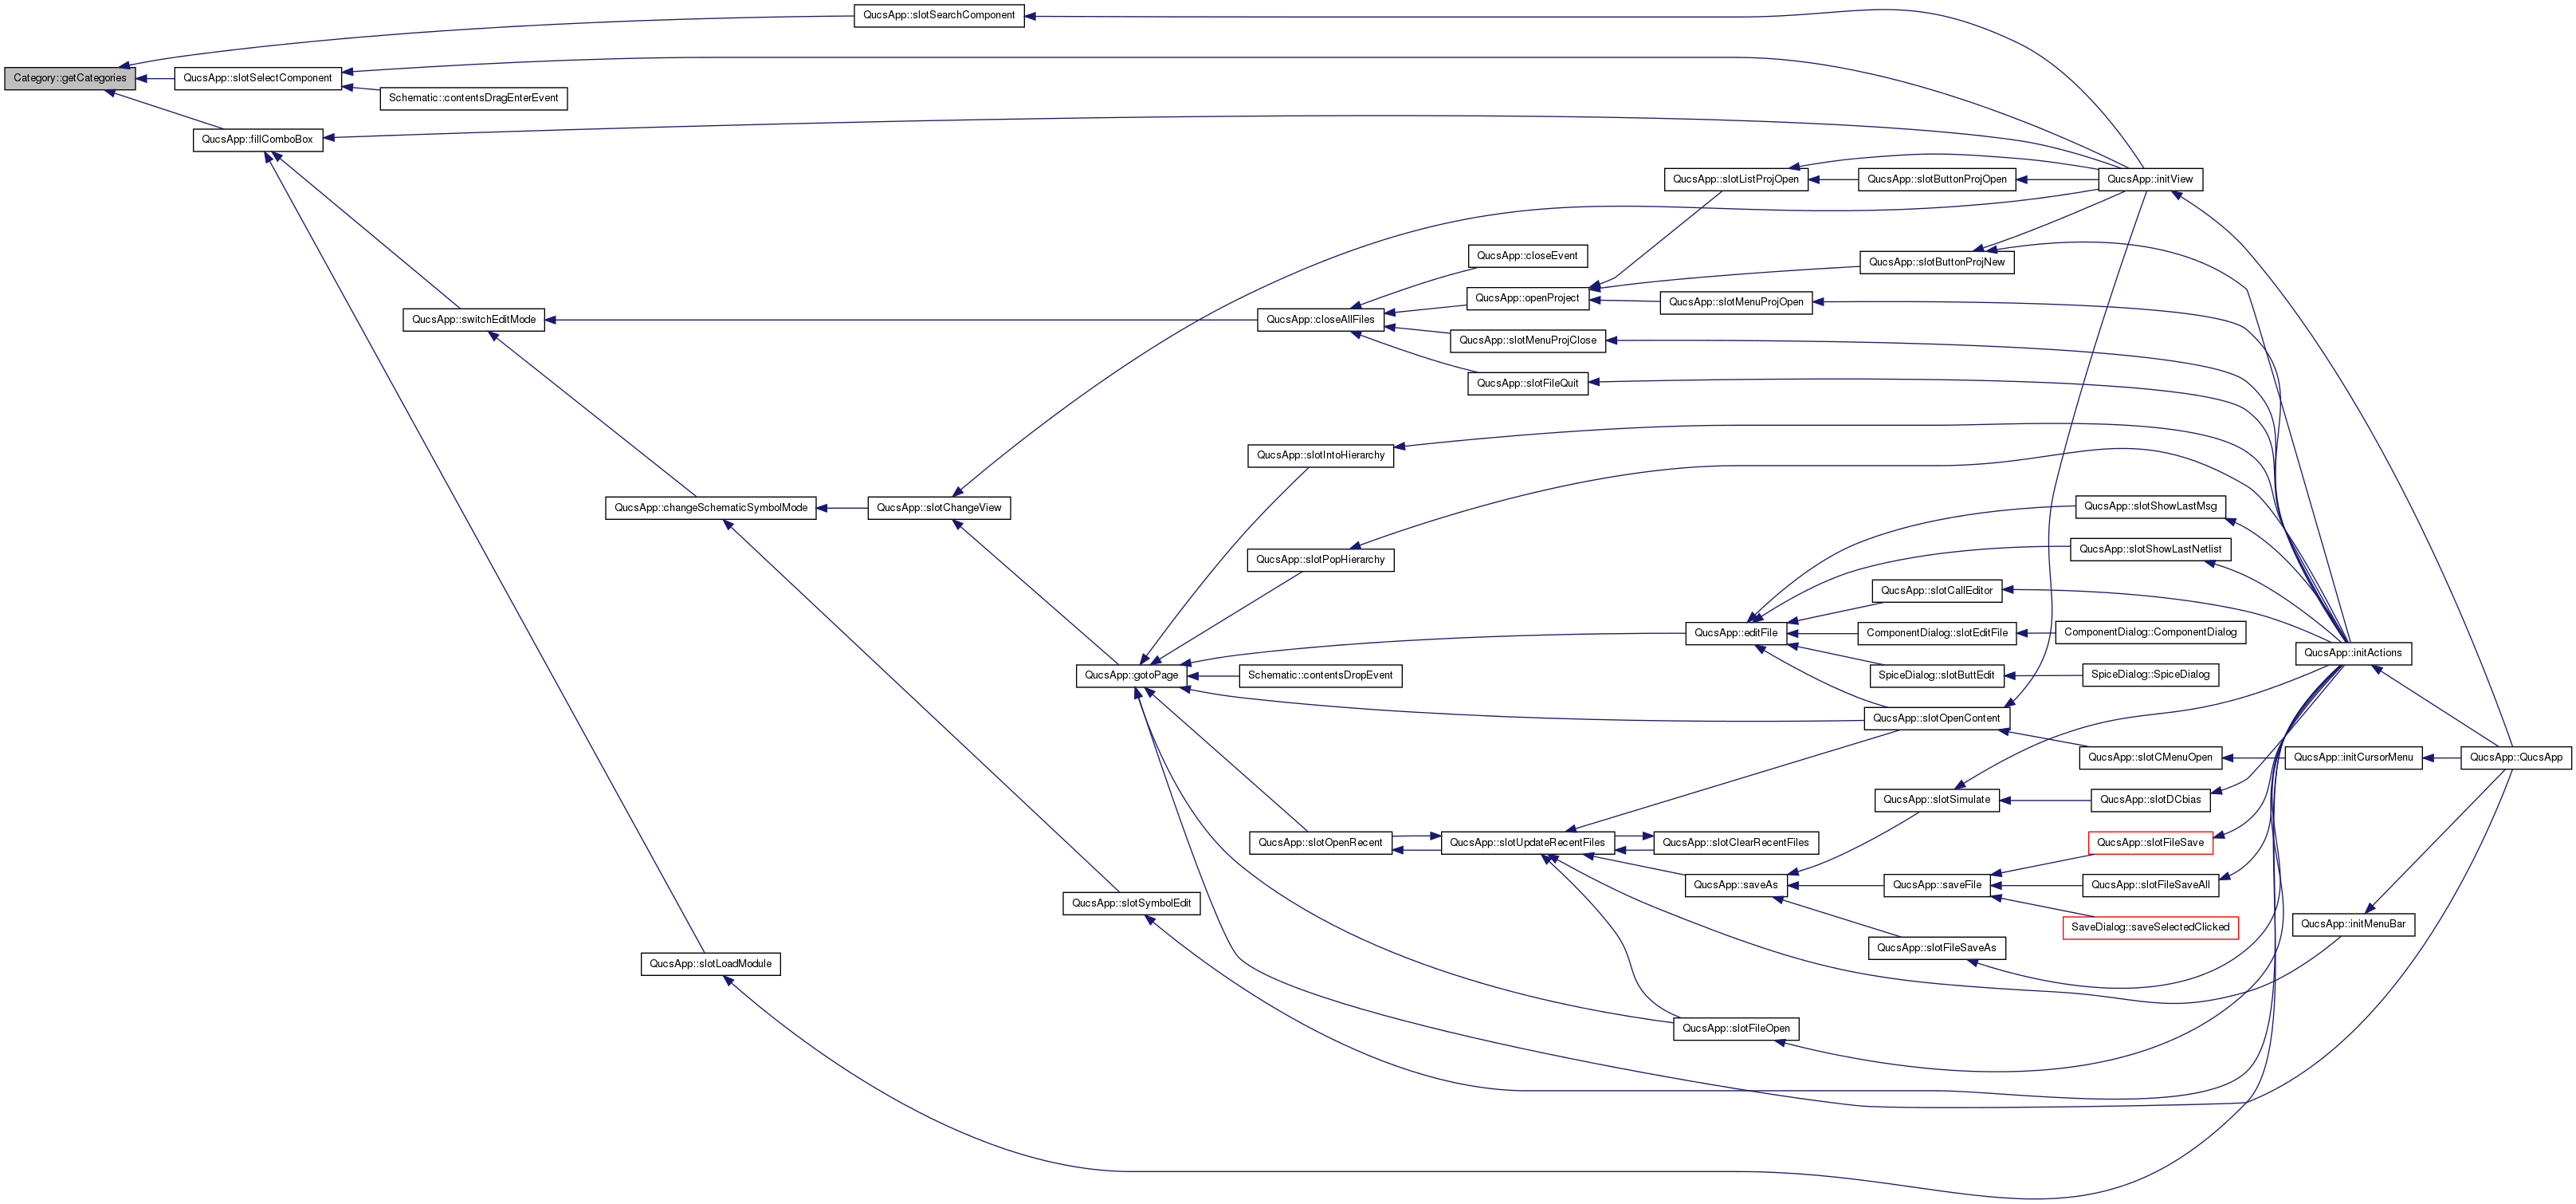 QucsApp::slotSearchComponent
Category::getCategories
QucsApp::slotSelectComponent
Schematic::contentsDragEnterEvent
QucsApp::fillComboBox
QucsApp::slotListProjOpen
QucsApp::slotButtonProjOpen
QucsApp::initView
QucsApp::closeEvent
QucsApp::slotButtonProjNew
QucsApp::openProject
QucsApp::slotMenuProjOpen
QucsApp::switchEditMode
QucsApp::closeAllFiles
QucsApp::slotMenuProjClose
QucsApp::slotFileQuit
QucsApp::slotIntoHierarchy
QucsApp::changeSchematicSymbolMode
QucsApp::slotChangeView
QucsApp::slotShowLastMsg
QucsApp::slotPopHierarchy
QucsApp::slotShowLastNetlist
QucsApp::slotCallEditor
QucsApp::editFile
ComponentDialog::slotEditFile
ComponentDialog::ComponentDialog
QucsApp::initActions
QucsApp::gotoPage
Schematic::contentsDropEvent
SpiceDialog::slotButtEdit
SpiceDialog::SpiceDialog
QucsApp::slotOpenContent
QucsApp::slotCMenuOpen
QucsApp::initCursorMenu
QucsApp::QucsApp
QucsApp::slotSimulate
QucsApp::slotDCbias
QucsApp::slotOpenRecent
QucsApp::slotUpdateRecentFiles
QucsApp::slotClearRecentFiles
QucsApp::slotFileSave
QucsApp::saveAs
QucsApp::saveFile
QucsApp::slotFileSaveAll
QucsApp::slotSymbolEdit
SaveDialog::saveSelectedClicked
QucsApp::initMenuBar
QucsApp::slotFileSaveAs
QucsApp::slotLoadModule
QucsApp::slotFileOpen